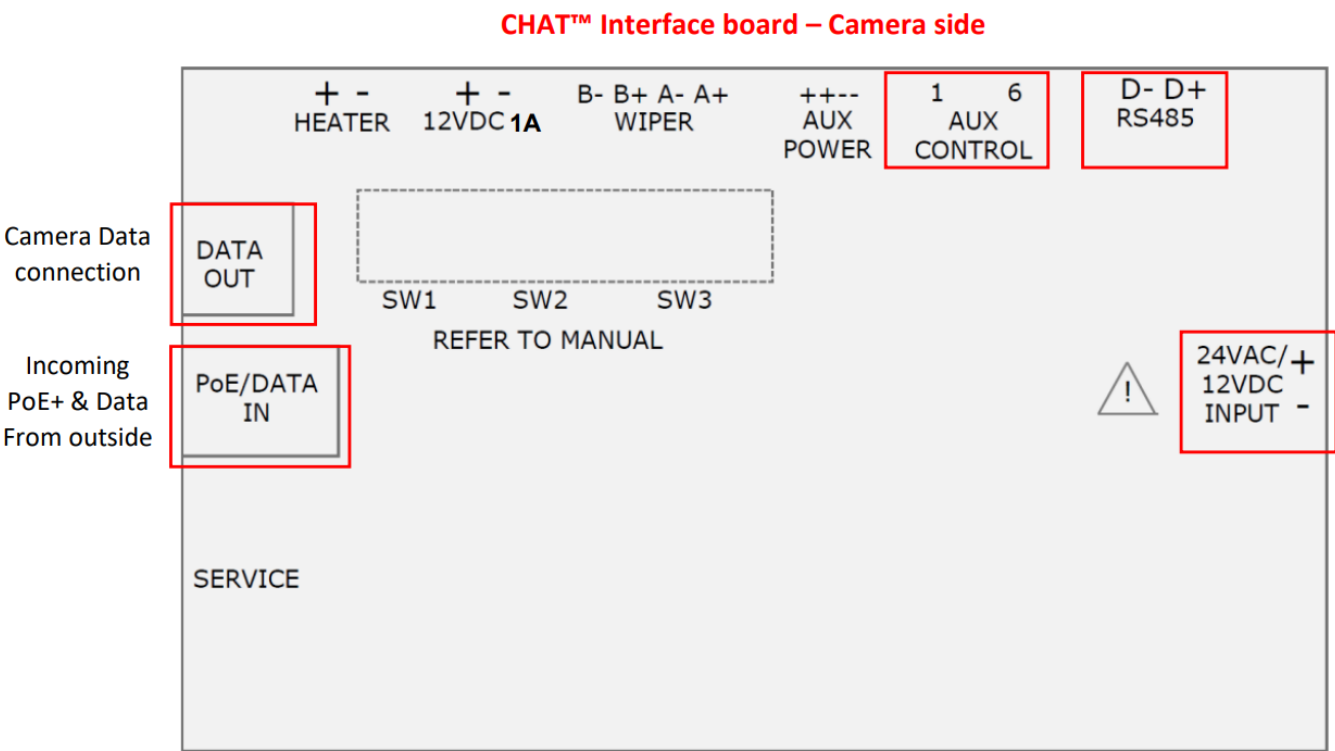 CHAT™ Interface board – Camera side
+ - + - B- B+ A- A+ ++-- 1 6 D- D+
HEATER 12VDC 1A WIPER AUX AUX RS485
POWER CONTROL
Camera Data
connection
DATA
OUT
SW1 SW2 SW3
REFER TO MANUAL
Incoming
PoE+ & Data
From outside
PoE/DATA
IN
!
24VAC/ +
12VDC
INPUT -
SERVICE